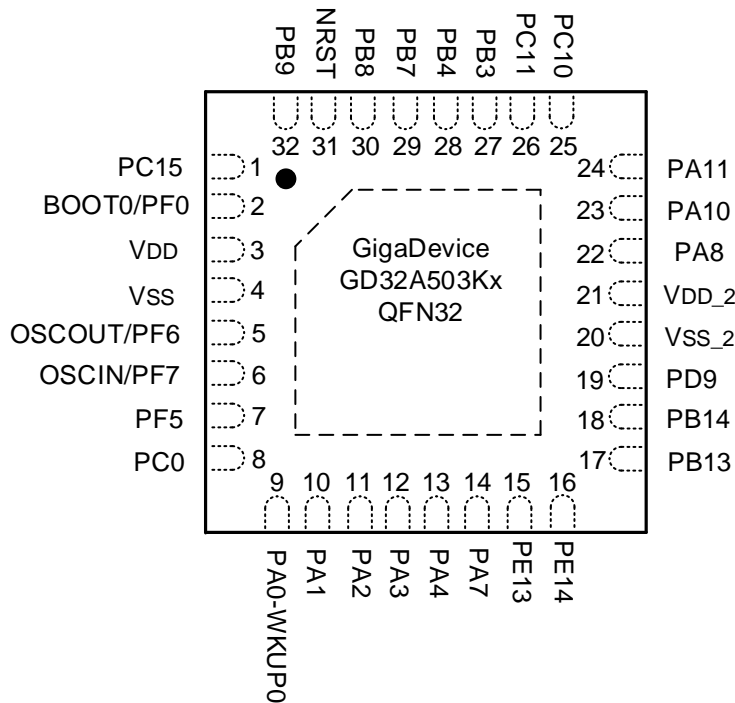 PB9
NRST
PB8
PB7
PB4
PB3
PC11
PC10
32
31
30
29
28
27
26
25
PC15
1
BOOT0/PF0
2
VDD
3
VSS
4
OSCOUT/PF6
5
OSCIN/PF7
6
PF5
7
PC0
8
GigaDevice
GD32A503Kx
QFN32
24
PA11
23
PA10
22
PA8
21
VDD_2
20
VSS_2
19
PD9
18
PB14
17
PB13
9
10
11
12
13
14
15
16
PA0-WKUP0
PA1
PA2
PA3
PA4
PA7
PE13
PE14